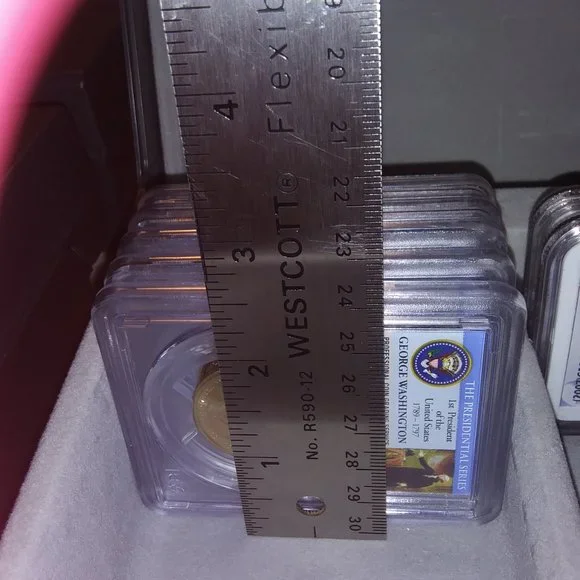 4
3
2
1
WESTCOTT® Flexib
No. R590-12
20
21
22
23
24
25
26
27
28
29
30
THE PRESIDENTIAL SERIES
1st President
of the
United States
1789 - 1797
GEORGE WASHINGTON